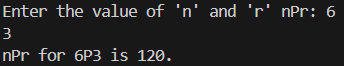 Enter the value of 'n' and 'r' nPr: 6
3
nPr for 6P3 is 120.